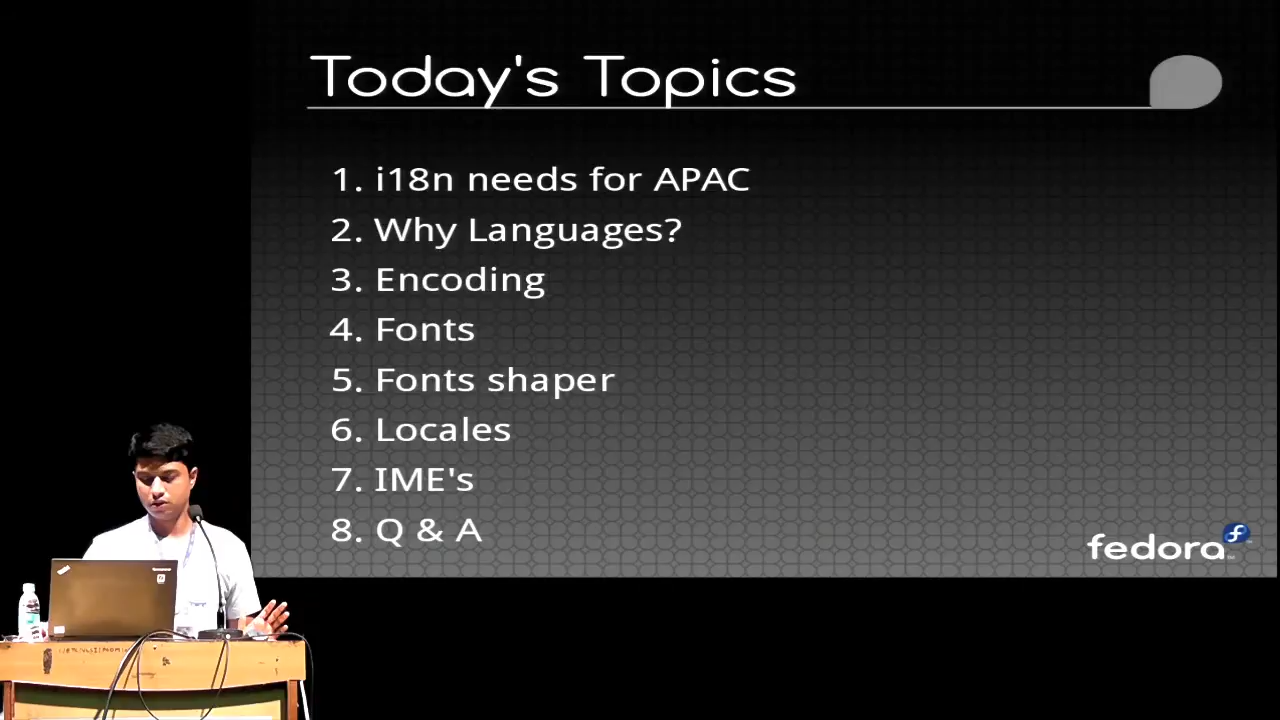 Today's Topics
1. i18n needs for APAC
2. Why Languages?
3. Encoding
4. Fonts
5. Fonts shaper
6. Locales
7. IME's
8. Q & A
fedora